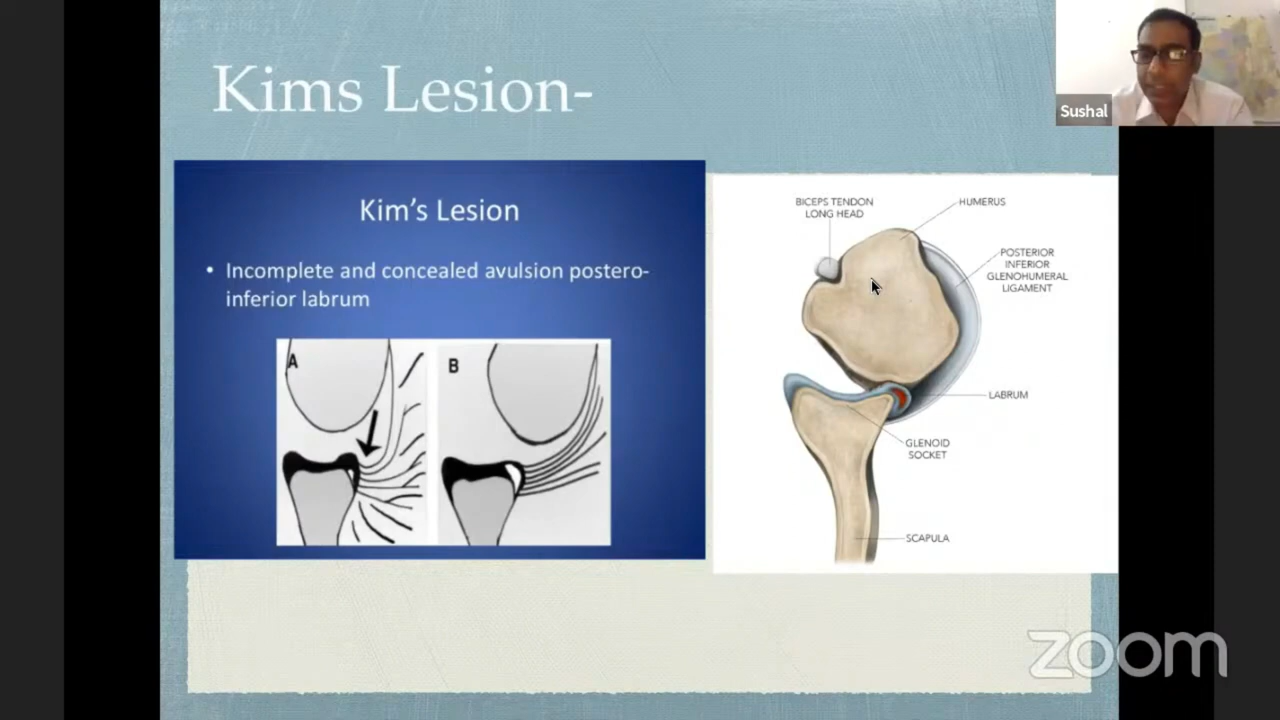 Kims Lesion-
Sushal
Kim's Lesion
• Incomplete and concealed avulsion postero-
inferior labrum
A
B
BICEPS TENDON
LONG HEAD
HUMERUS
POSTERIOR
INFERIOR
GLENOHUMERAL
LIGAMENT
LABRUM
GLENOID
SOCKET
SCAPULA
zoom